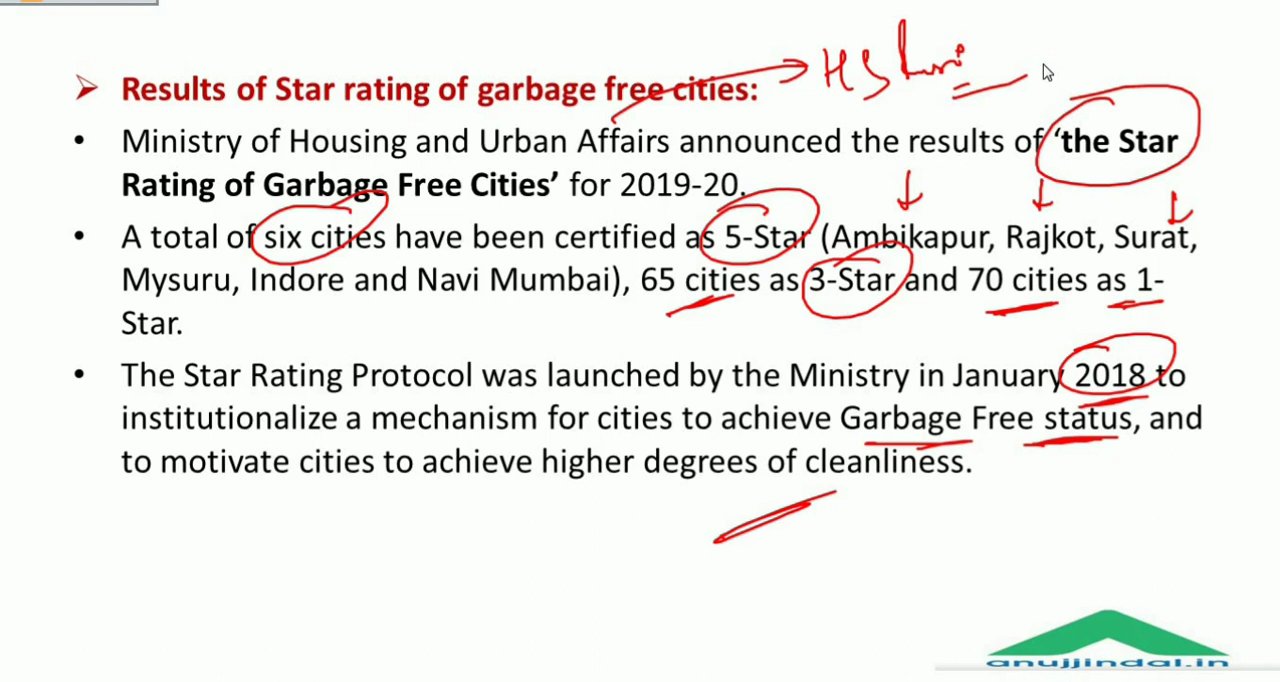 ➤ Results of Star rating of garbage free cities:
H S Puri
• Ministry of Housing and Urban Affairs announced the results of ‘the Star
Rating of Garbage Free Cities’ for 2019-20.
• A total of six cities have been certified as 5-Star (Ambikapur, Rajkot, Surat,
Mysuru, Indore and Navi Mumbai), 65 cities as 3-Star and 70 cities as 1-
Star.
• The Star Rating Protocol was launched by the Ministry in January 2018 to
institutionalize a mechanism for cities to achieve Garbage Free status, and
to motivate cities to achieve higher degrees of cleanliness.
anujjindal.in